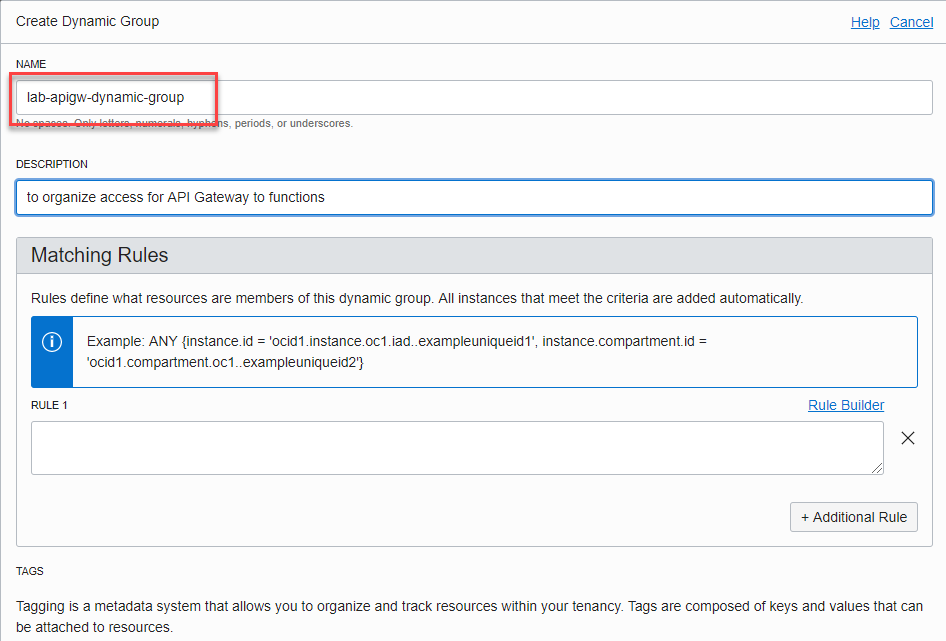 Create Dynamic Group
Help Cancel
NAME
lab-apigw-dynamic-group
No spaces. Only letters, numerals, hyphens, periods, or underscores.
DESCRIPTION
to organize access for API Gateway to functions
Matching Rules
Rules define what resources are members of this dynamic group. All instances that meet the criteria are added automatically.
Example: ANY {instance.id = 'ocid1.instance.oc1.iad..exampleuniqueid1', instance.compartment.id =
'ocid1.compartment.oc1..exampleuniqueid2'}
RULE 1
Rule Builder
+ Additional Rule
TAGS
Tagging is a metadata system that allows you to organize and track resources within your tenancy. Tags are composed of keys and values that can
be attached to resources.